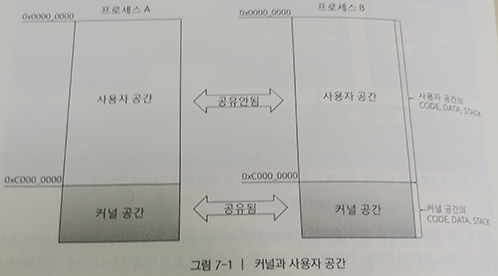 프로세스 A
프로세스 B
0x0000_0000
0x0000_0000
사용자 공간
공유안됨
사용자 공간
사용자 공간의
CODE, DATA, STACK
0xC000_0000
0xC000_0000
커널 공간
공유됨
커널 공간
커널 공간의
CODE, DATA, STACK
그림 7-1 | 커널과 사용자 공간